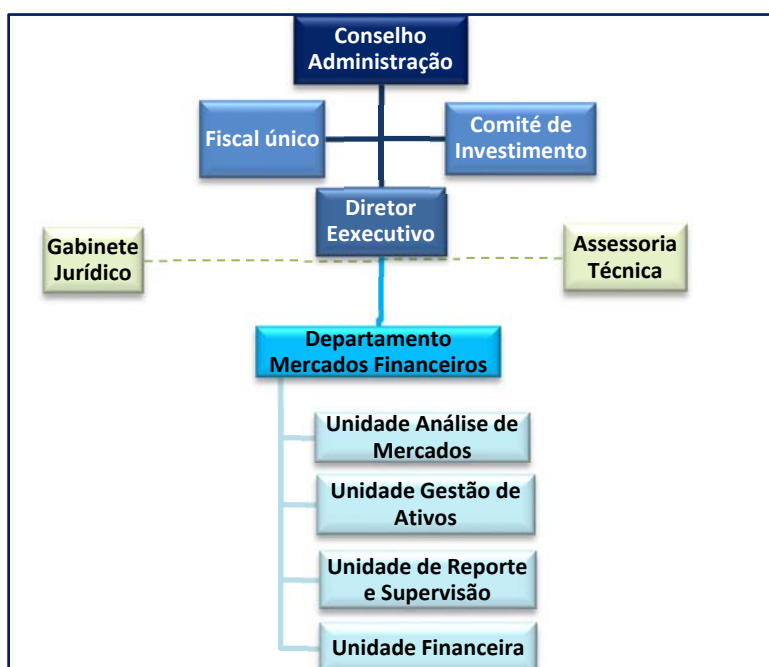 Conselho
Administração
Fiscal único
Comité de
Investimento
Diretor
Eexecutivo
Gabinete
Jurídico
Assessoria
Técnica
Departamento
Mercados Financeiros
Unidade Análise de
Mercados
Unidade Gestão de
Ativos
Unidade de Reporte
e Supervisão
Unidade Financeira